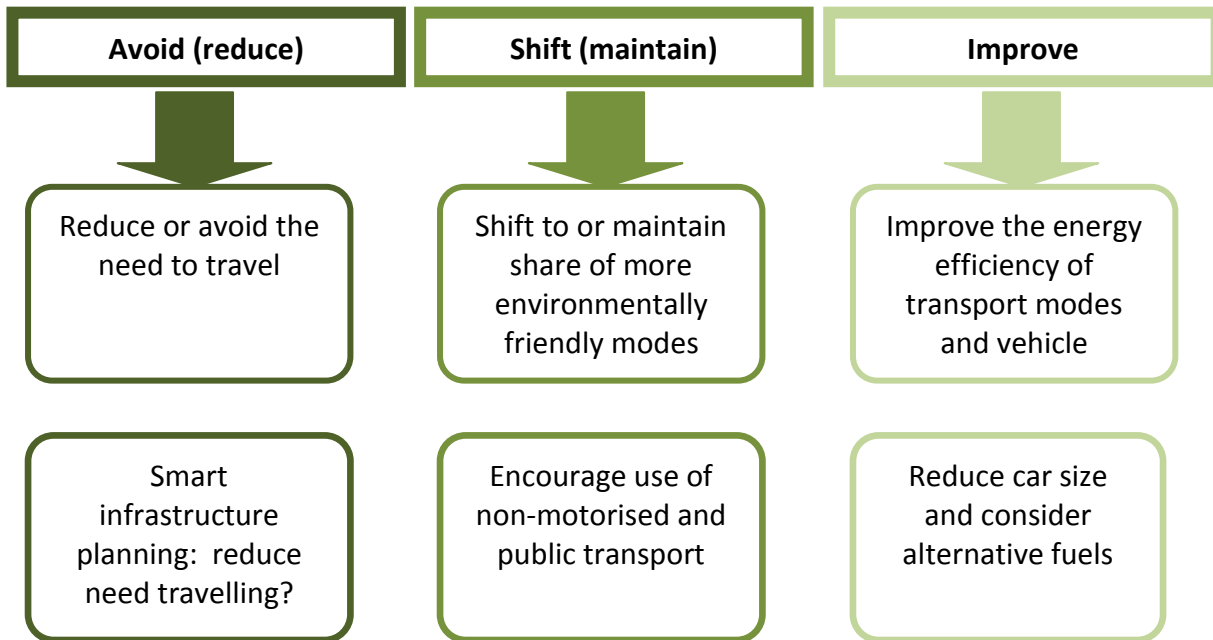 Avoid (reduce)
Shift (maintain)
Improve
Reduce or avoid the
need to travel
Shift to or maintain
share of more
environmentally
friendly modes
Improve the energy
efficiency of
transport modes
and vehicle
Smart
infrastructure
planning: reduce
need travelling?
Encourage use of
non-motorised and
public transport
Reduce car size
and consider
alternative fuels